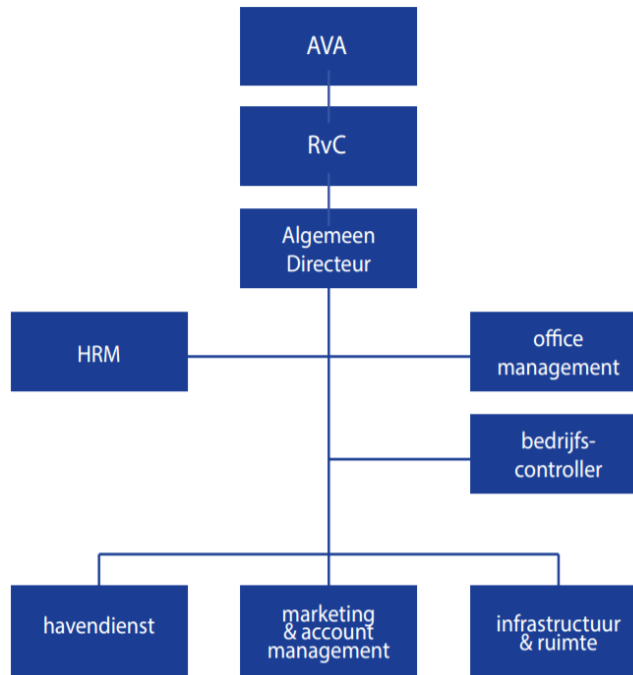 AVA
RvC
Algemeen
Directeur
HRM
office
management
bedrijfs-
controller
havendienst
marketing
& account
management
infrastructuur
& ruimte